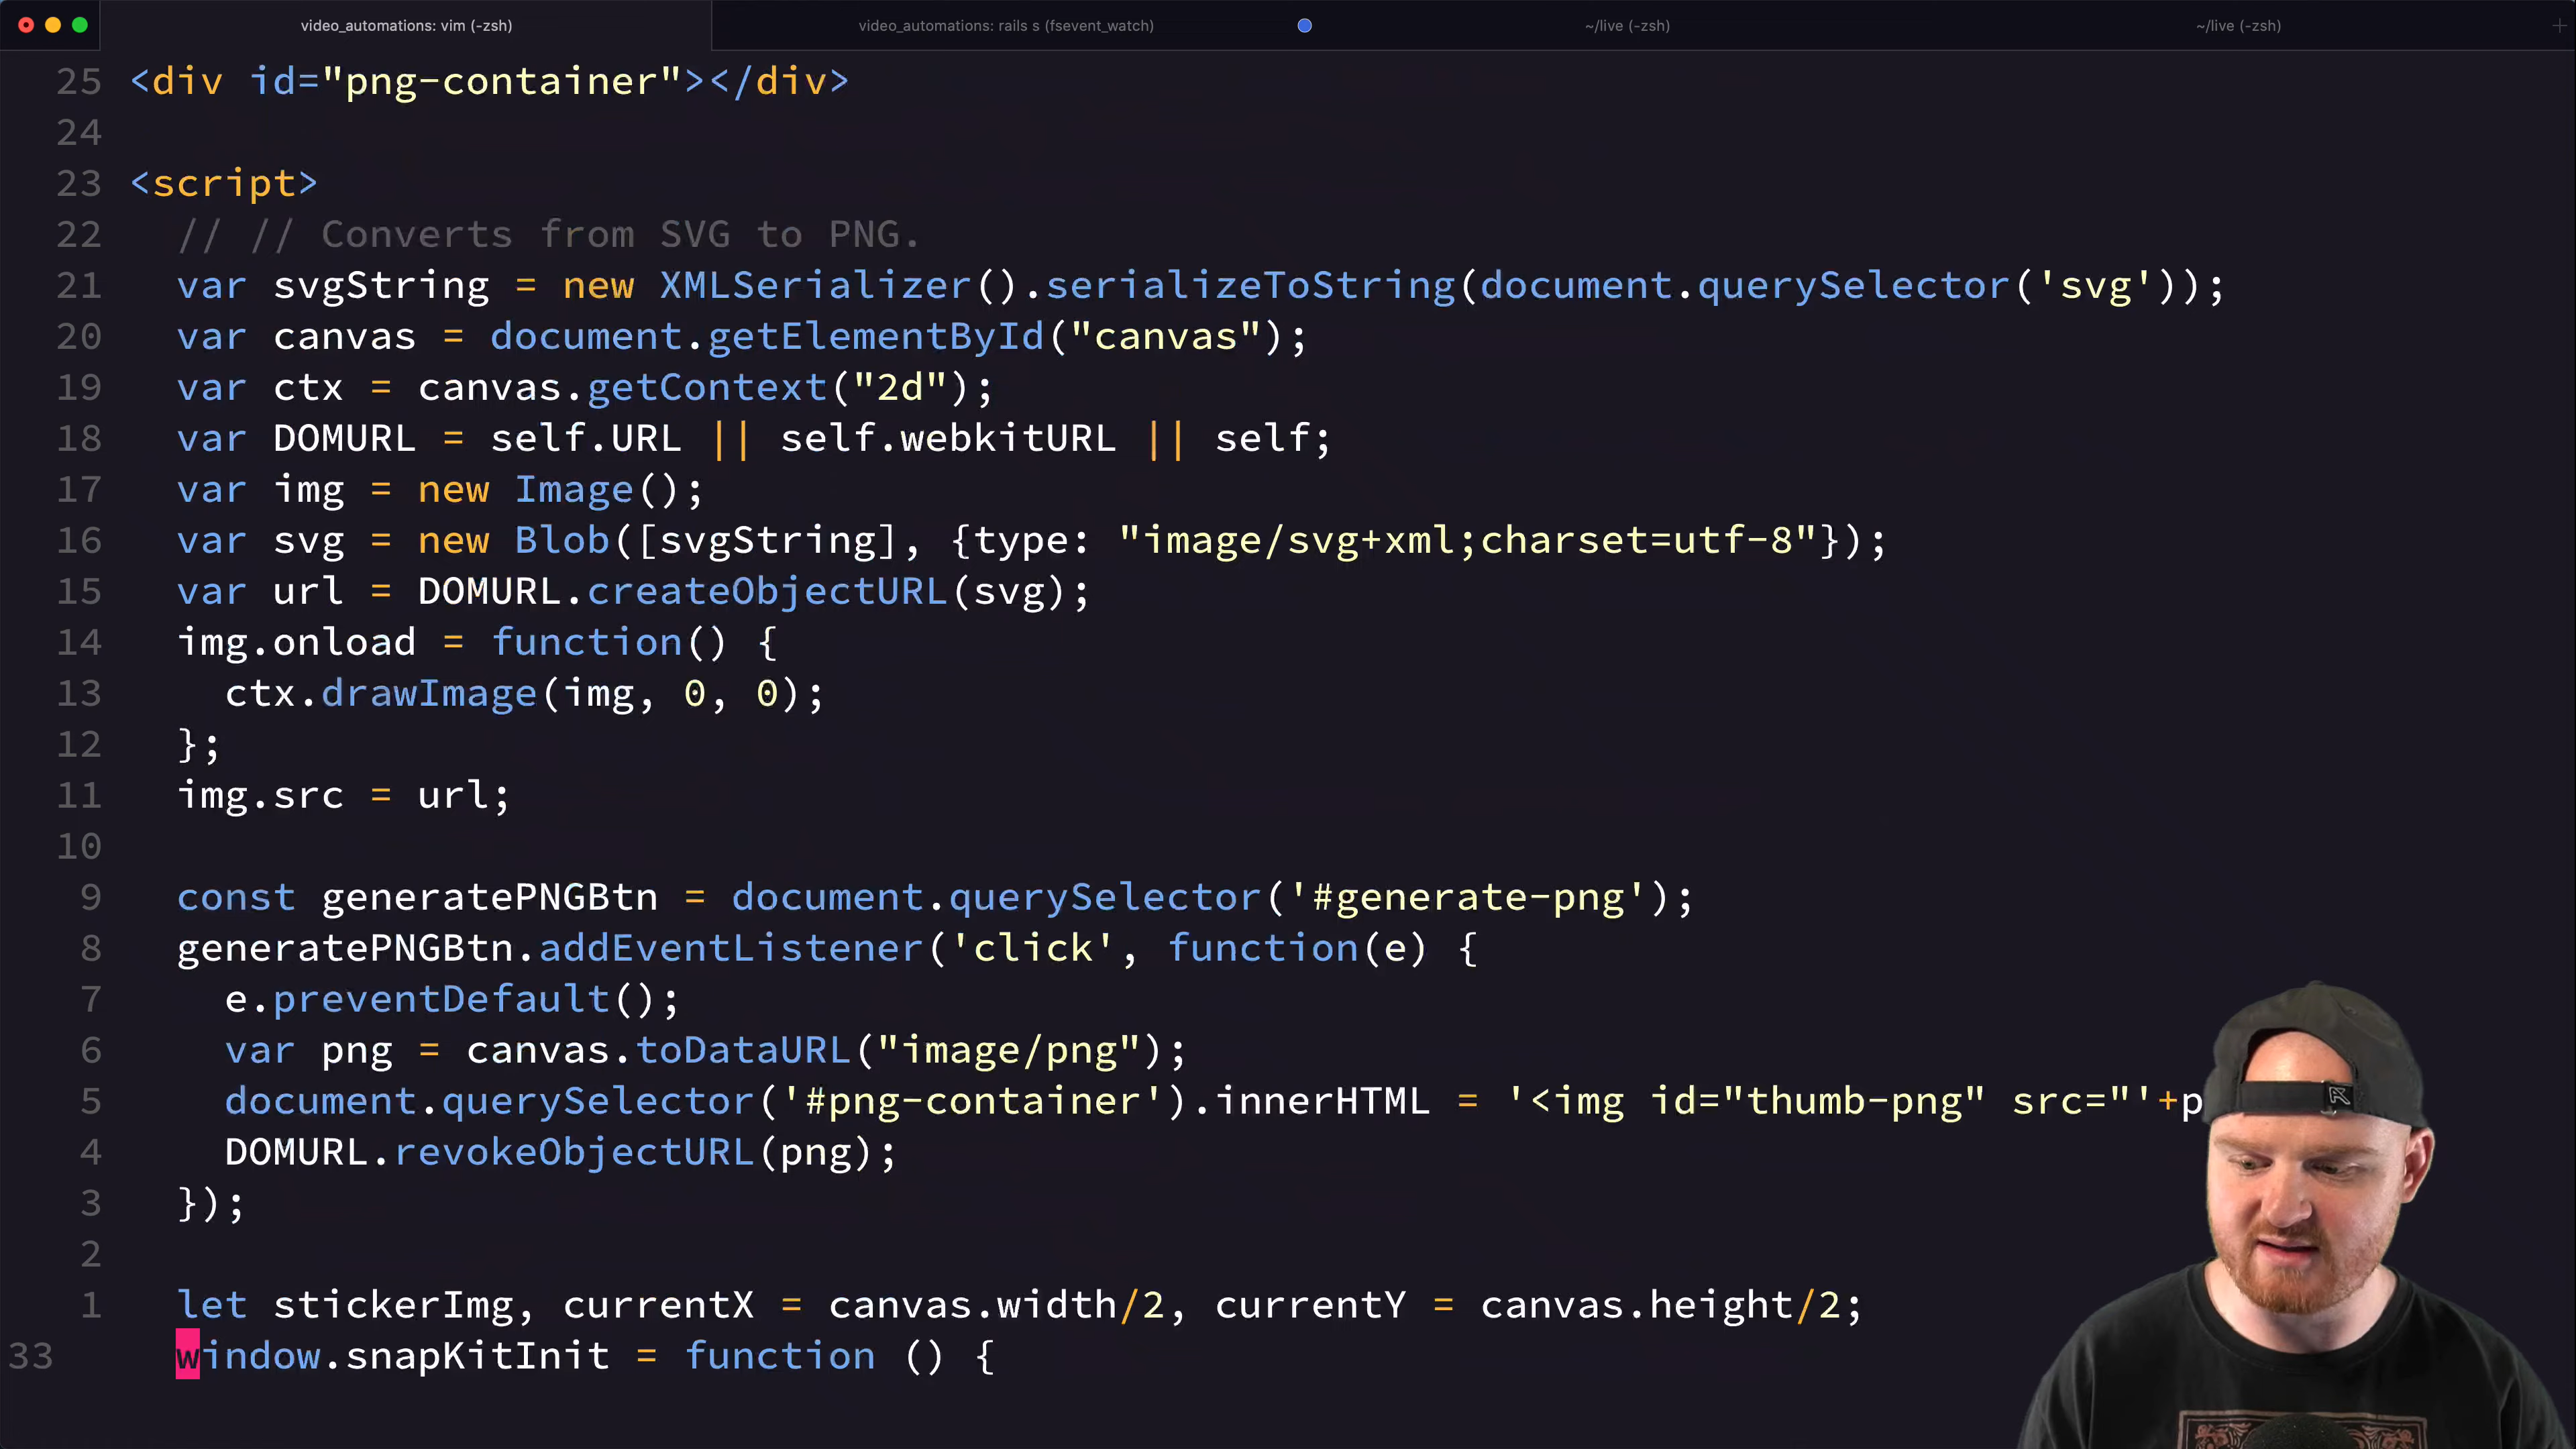 video_automations: vim (-zsh)
video_automations: rails s (fsevent_watch)
~/live (-zsh)
~/live (-zsh)
25 <div id="png-container"></div>
24
23 <script>
22 // // Converts from SVG to PNG.
21 var svgString = new XMLSerializer().serializeToString(document.querySelector('svg'));
20 var canvas = document.getElementById("canvas");
19 var ctx = canvas.getContext("2d");
18 var DOMURL = self.URL || self.webkitURL || self;
17 var img = new Image();
16 var svg = new Blob([svgString], {type: "image/svg+xml;charset=utf-8"});
15 var url = DOMURL.createObjectURL(svg);
14 img.onload = function() {
13 ctx.drawImage(img, 0, 0);
12 };
11 img.src = url;
10
9 const generatePNGBtn = document.querySelector('#generate-png');
8 generatePNGBtn.addEventListener('click', function(e) {
7 e.preventDefault();
6 var png = canvas.toDataURL("image/png");
5 document.querySelector('#png-container').innerHTML = '<img id="thumb-png" src="'+p
4 DOMURL.revokeObjectURL(png);
3 });
2
1 let stickerImg, currentX = canvas.width/2, currentY = canvas.height/2;
33 window.snapKitInit = function () {